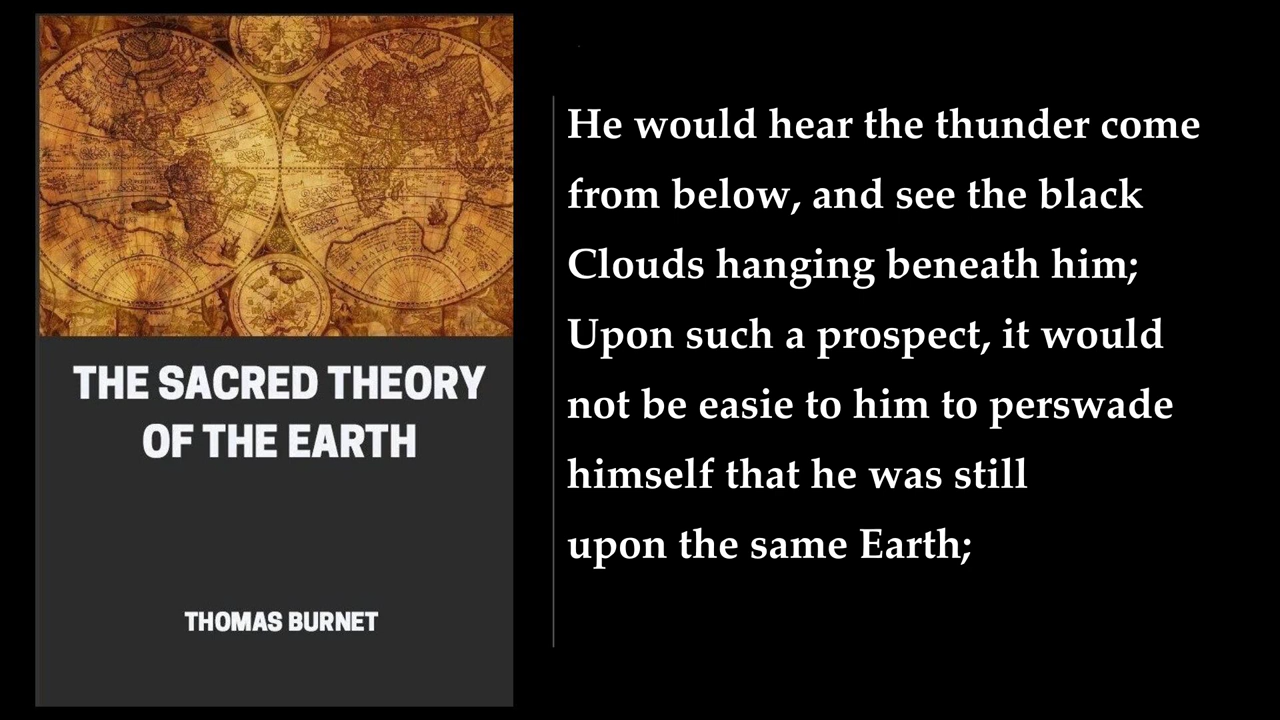 THE SACRED THEORY
OF THE EARTH
THOMAS BURNET
He would hear the thunder come
from below, and see the black
Clouds hanging beneath him;
Upon such a prospect, it would
not be easie to him to perswade
himself that he was still
upon the same Earth;